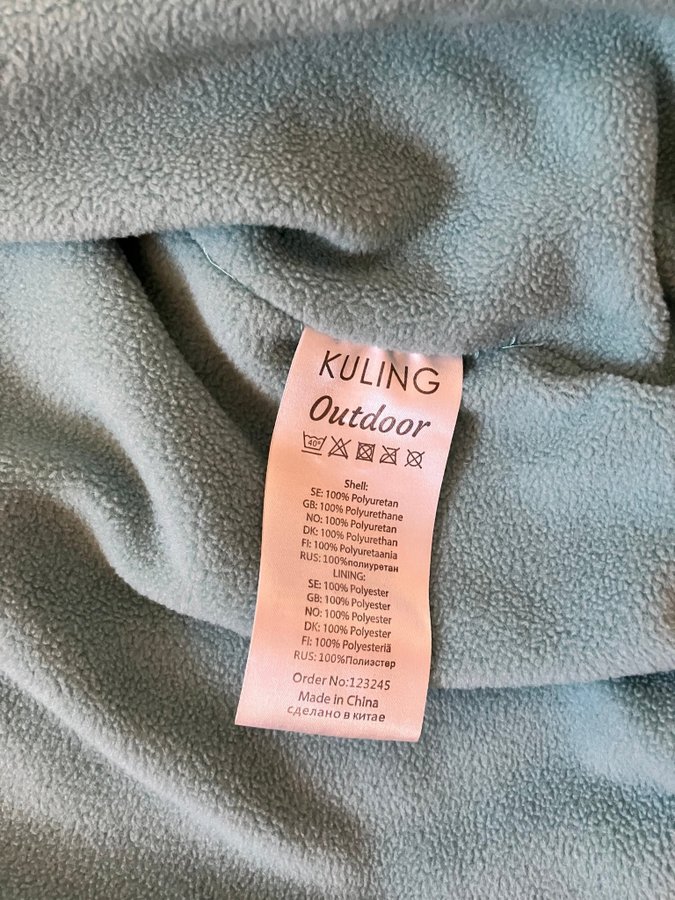 KULING
Outdoor
40°
Shell:
SE: 100% Polyuretan
GB: 100% Polyurethane
NO: 100% Polyuretan
DK: 100% Polyurethan
FI: 100% Polyuretaania
RUS: 100%полиуретан
LINING:
SE: 100% Polyester
GB: 100% Polyester
NO: 100% Polyester
DK: 100% Polyester
FI: 100% Polyesteriä
RUS: 100%Полиэстер
Order No:123245
Made in China
сделано в китае